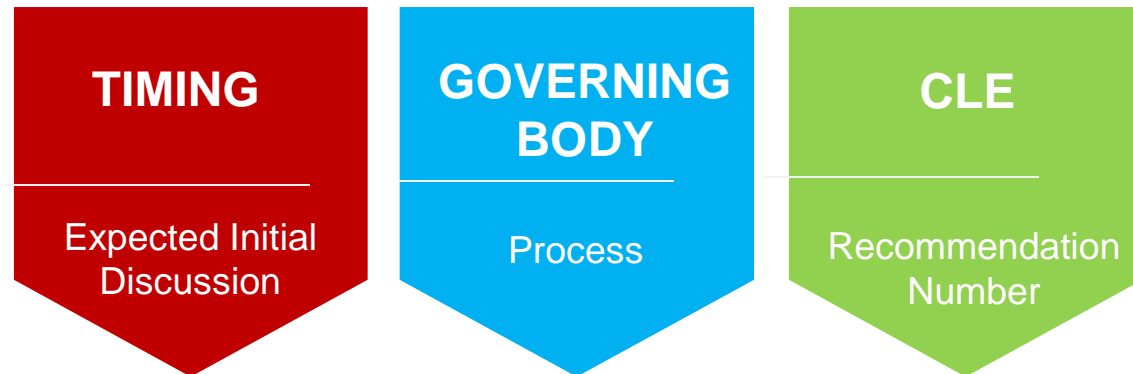 TIMING
Expected Initial
Discussion
GOVERNING
BODY
Process
CLE
Recommendation
Number